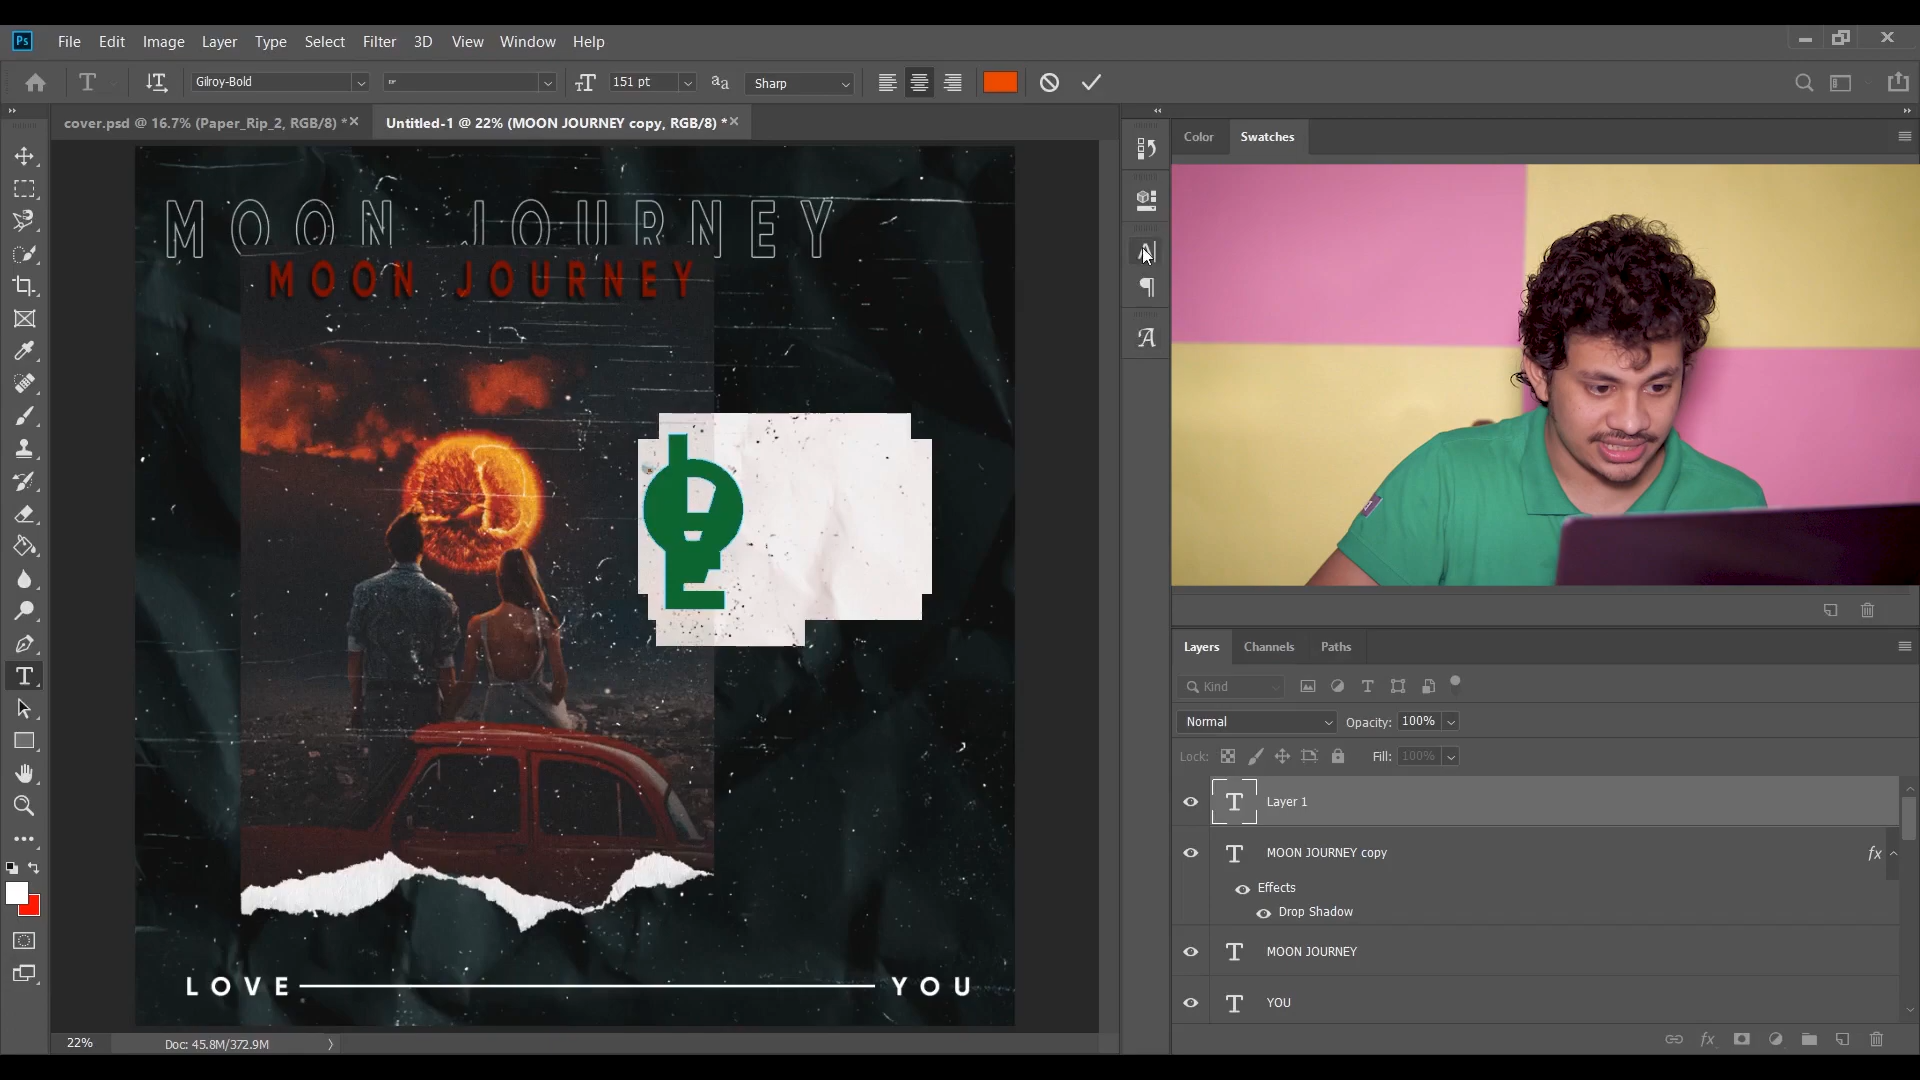 Ps File Edit Image Layer Type Select Filter 3D View Window Help
Gilroy-Bold 151 pt Sharp
cover.psd @ 16.7% (Paper_Rip_2, RGB/8) *
Untitled-1 @ 22% (MOON JOURNEY copy, RGB/8) *
Color Swatches
MOON JOURNEY
MOON JOURNEY
LOVE YOU
Layers Channels Paths
Kind
Normal Opacity: 100%
Lock: Fill: 100%
Layer 1
MOON JOURNEY copy fx
Effects
Drop Shadow
MOON JOURNEY
YOU
22% Doc: 45.8M/372.9M